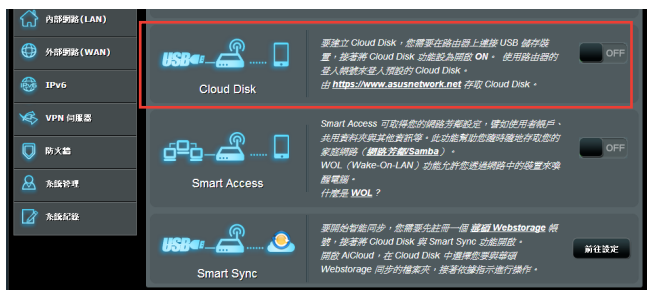 內部網路(LAN)
外部網路(WAN)
IPv6
VPN 伺服器
防火牆
系統管理
系統記錄
USB
Cloud Disk
要建立 Cloud Disk，您需要在路由器上連接 USB 儲存裝
置，接著將 Cloud Disk 功能設為開啟 ON。 使用路由器的
登入帳號來登入預設的 Cloud Disk。
由 https://www.asusnetwork.net 存取 Cloud Disk。
OFF
Smart Access
Smart Access 可取得您的網路芳鄰設定，譬如使用者帳戶、
共用資料夾與其他資訊等。此功能幫助您隨時隨地存取您的
家庭網路（網路芳鄰/Samba）。
WOL（Wake-On-LAN）功能允許您透過網路中的裝置來喚
醒電腦。
什麼是 WOL？
OFF
USB
Smart Sync
要開始智能同步，您需要先註冊一個 華碩 Webstorage 帳
號，接著將 Cloud Disk 與 Smart Sync 功能開啟。
開啟 AiCloud，在 Cloud Disk 中選擇您要與華碩
Webstorage 同步的檔案夾，接著依據指示進行操作。
前往設定